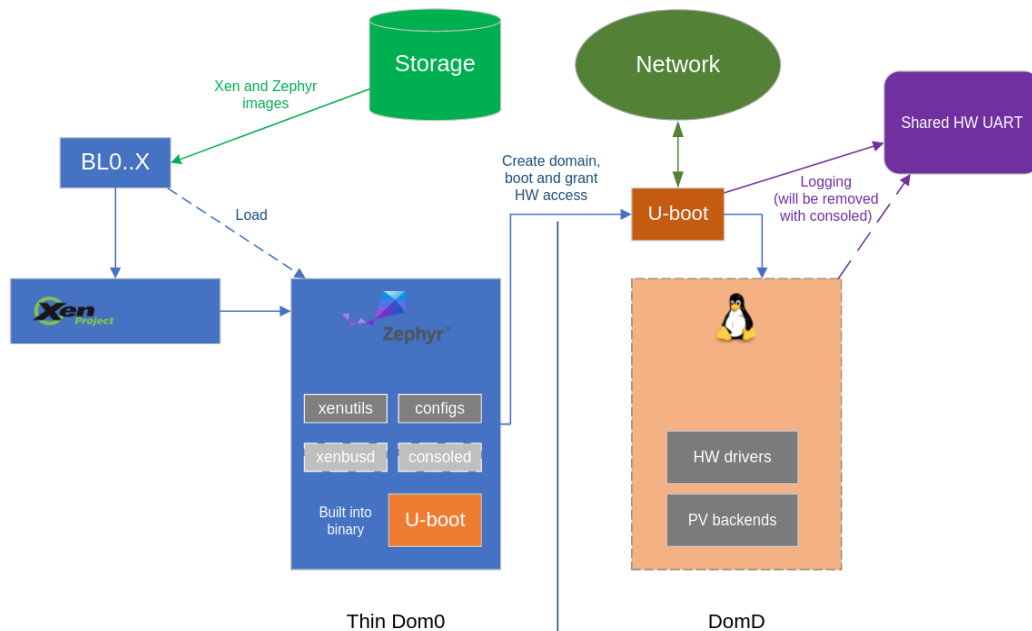 Storage
Network
Xen and Zephyr
images
Shared HW UART
BL0..X
Create domain,
boot and grant
HW access
Logging
(will be removed
with consoled)
Load
U-boot
Xen
Project
Zephyr™
xenutils
configs
xenbusd
consoled
HW drivers
Built into
binary
U-boot
PV backends
Thin Dom0
DomD